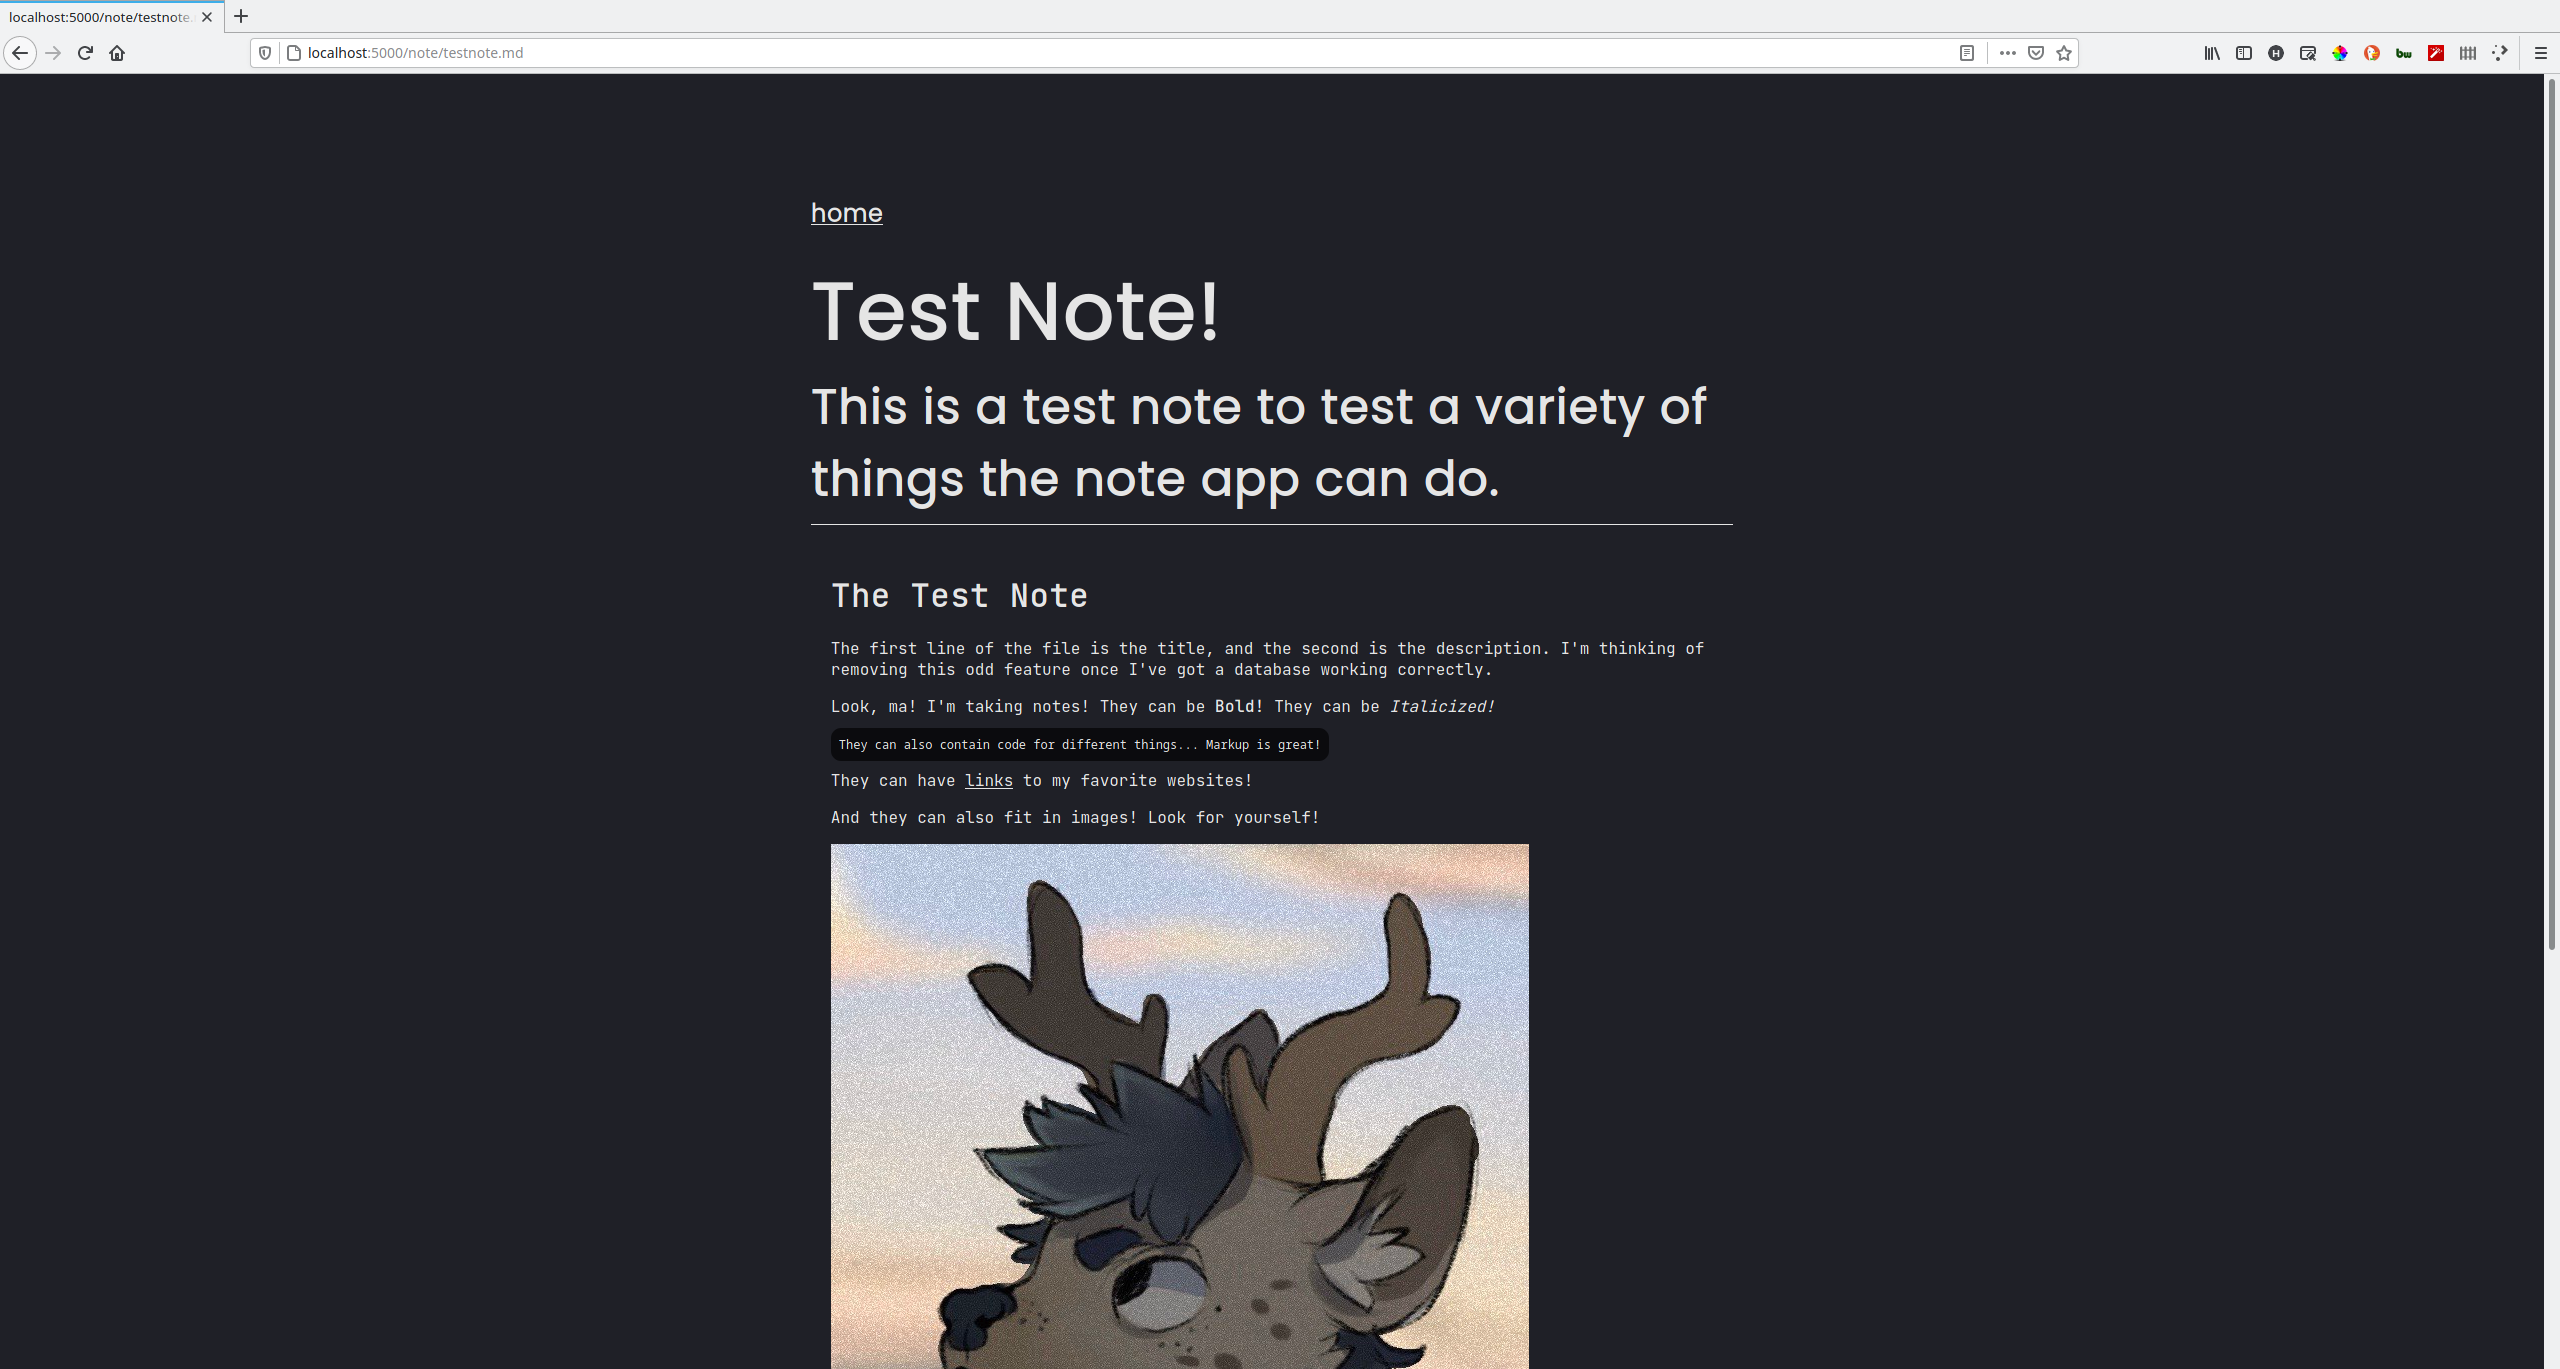 localhost:5000/note/testnote.
localhost:5000/note/testnote.md
home
Test Note!
This is a test note to test a variety of
things the note app can do.
The Test Note
The first line of the file is the title, and the second is the description. I'm thinking of
removing this odd feature once I've got a database working correctly.
Look, ma! I'm taking notes! They can be Bold! They can be Italicized!
They can also contain code for different things... Markup is great!
They can have links to my favorite websites!
And they can also fit in images! Look for yourself!